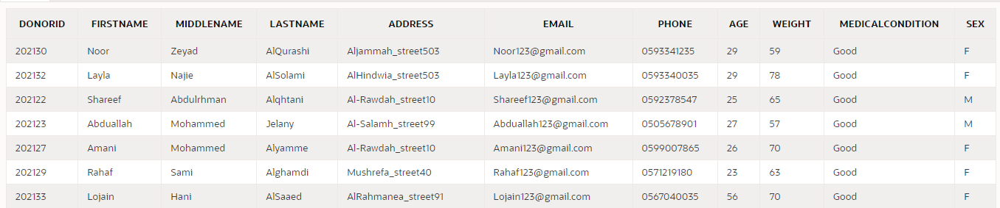 DONORID FIRSTNAME MIDDLENAME LASTNAME ADDRESS EMAIL PHONE AGE WEIGHT MEDICALCONDITION SEX
202130 Noor Zeyad AlQurashi Aljammah_street503 Noor123@gmail.com 0593341235 29 59 Good F
202132 Layla Najie AlSolami AlHindwia_street503 Layla123@gmail.com 0593340035 29 78 Good F
202122 Shareef Abdulrhman Alqhtani Al-Rawdah_street10 Shareef123@gmail.com 0592378547 25 65 Good M
202123 Abduallah Mohammed Jelany Al-Salamh_street99 Abduallah123@gmail.com 0505678901 27 57 Good M
202127 Amani Mohammed Alyamme Al-Rawdah_street10 Amani123@gmail.com 0599007865 26 70 Good F
202129 Rahaf Sami Alghamdi Mushrefa_street40 Rahaf123@gmail.com 0571219180 23 63 Good F
202133 Lojain Hani AlSaaed AlRahmanea_street91 Lojain123@gmail.com 0567040035 56 70 Good F